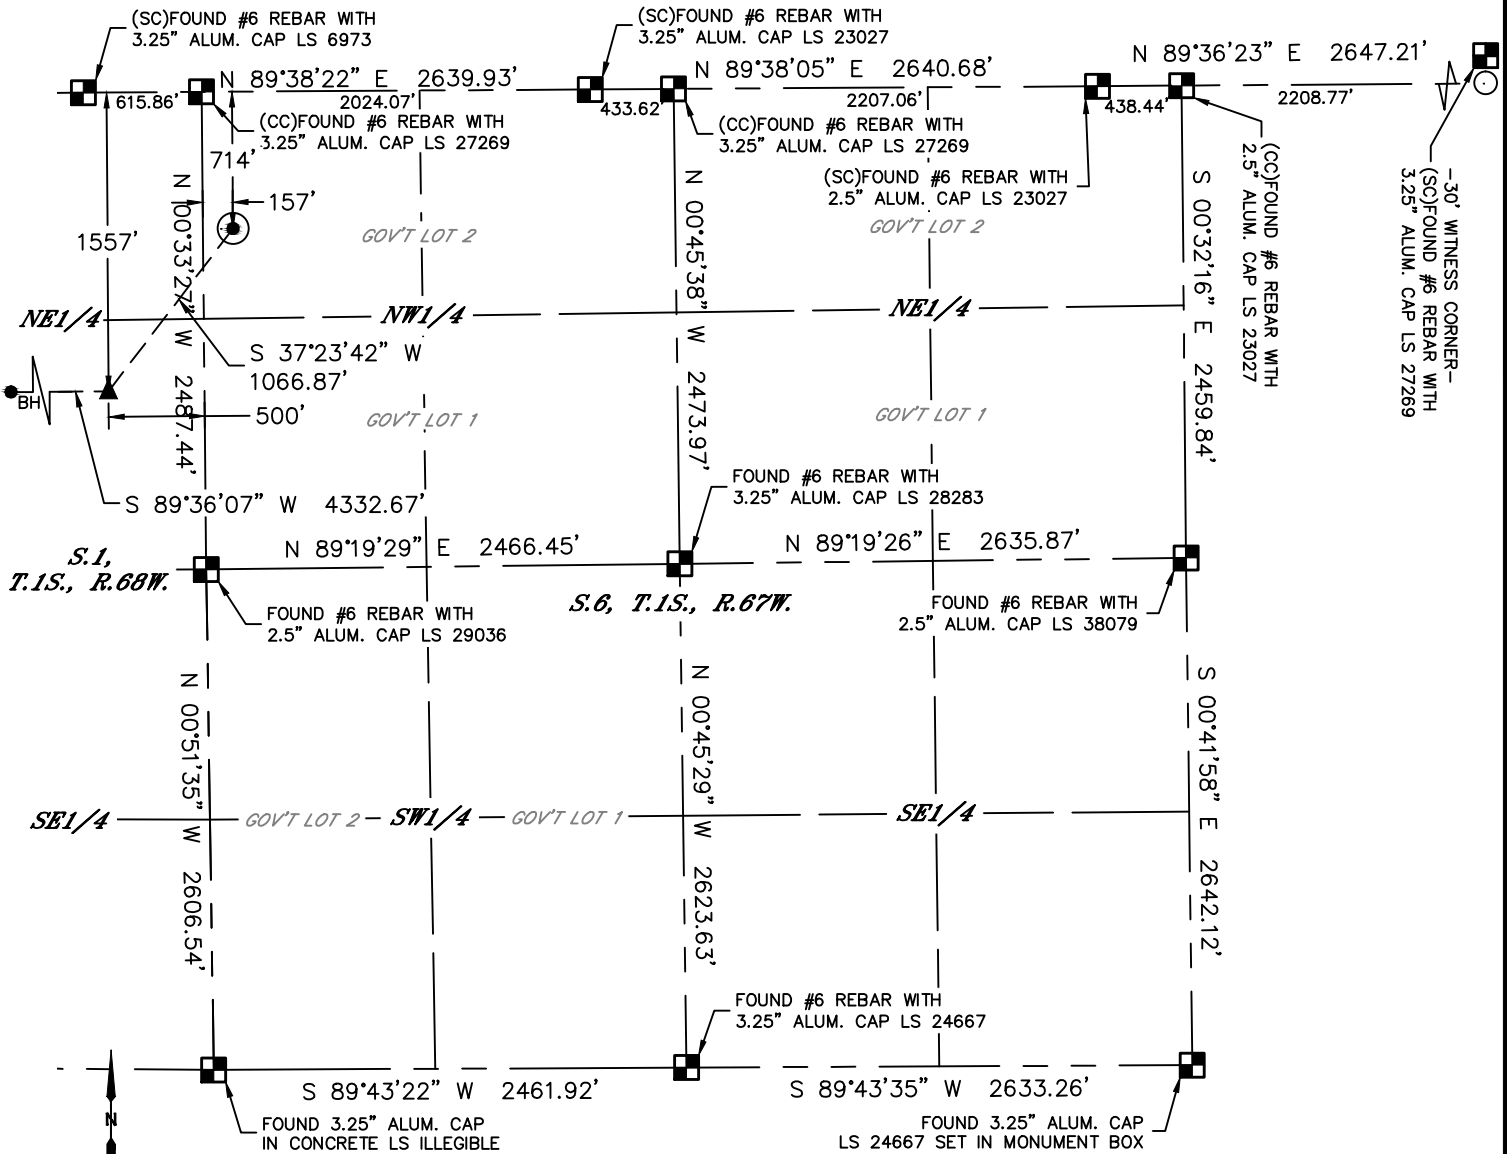 (SC)FOUND #6 REBAR WITH
3.25" ALUM. CAP LS 6973
(SC)FOUND #6 REBAR WITH
3.25" ALUM. CAP LS 23027
N 89°38'22" E 2639.93'
N 89°38'05" E 2640.68'
N 89°36'23" E 2647.21'
615.86'
2024.07'
433.62'
2207.06'
438.44'
2208.77'
(CC)FOUND #6 REBAR WITH
3.25" ALUM. CAP LS 27269
(CC)FOUND #6 REBAR WITH
3.25" ALUM. CAP LS 27269
(SC)FOUND #6 REBAR WITH
2.5" ALUM. CAP LS 23027
(CC)FOUND #6 REBAR WITH
2.5" ALUM. CAP LS 23027
-30' WITNESS CORNER-
(SC)FOUND #6 REBAR WITH
3.25" ALUM. CAP LS 27269
714'
157'
1557'
N 00°33'27" W 2487.44'
N 00°45'38" W 2473.97'
S 00°32'16" E 2459.84'
GOV'T LOT 2
GOV'T LOT 2
NE1/4
NW1/4
NE1/4
S 37°23'42" W
1066.87'
BH
500'
GOV'T LOT 1
GOV'T LOT 1
S 89°36'07" W 4332.67'
FOUND #6 REBAR WITH
3.25" ALUM. CAP LS 28283
N 89°19'29" E 2466.45'
N 89°19'26" E 2635.87'
S.1,
T.1S., R.68W.
S.6, T.1S., R.67W.
FOUND #6 REBAR WITH
2.5" ALUM. CAP LS 29036
FOUND #6 REBAR WITH
2.5" ALUM. CAP LS 38079
N 00°51'35" W 2606.54'
N 00°45'29" W 2623.63'
S 00°41'58" E 2642.12'
SE1/4
GOV'T LOT 2
SW1/4
GOV'T LOT 1
SE1/4
FOUND #6 REBAR WITH
3.25" ALUM. CAP LS 24667
S 89°43'22" W 2461.92'
S 89°43'35" W 2633.26'
N
FOUND 3.25" ALUM. CAP
IN CONCRETE LS ILLEGIBLE
FOUND 3.25" ALUM. CAP
LS 24667 SET IN MONUMENT BOX